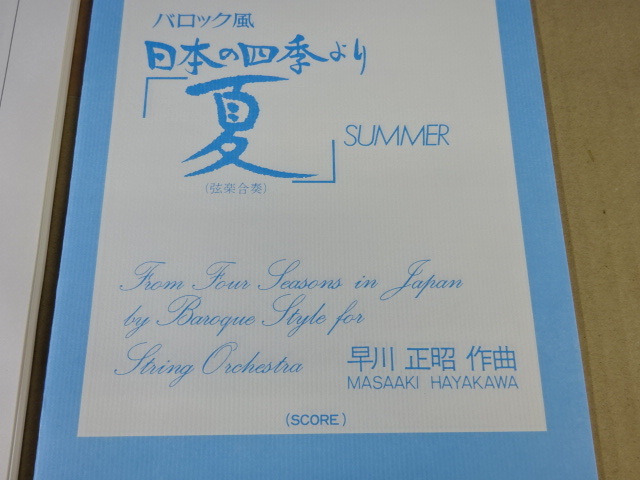 バロック風
日本の四季より
「夏」 SUMMER
(弦楽合奏)
From Four Seasons in Japan
by Baroque Style for
String Orchestra
早川 正昭 作曲
MASAAKI HAYAKAWA
(SCORE)